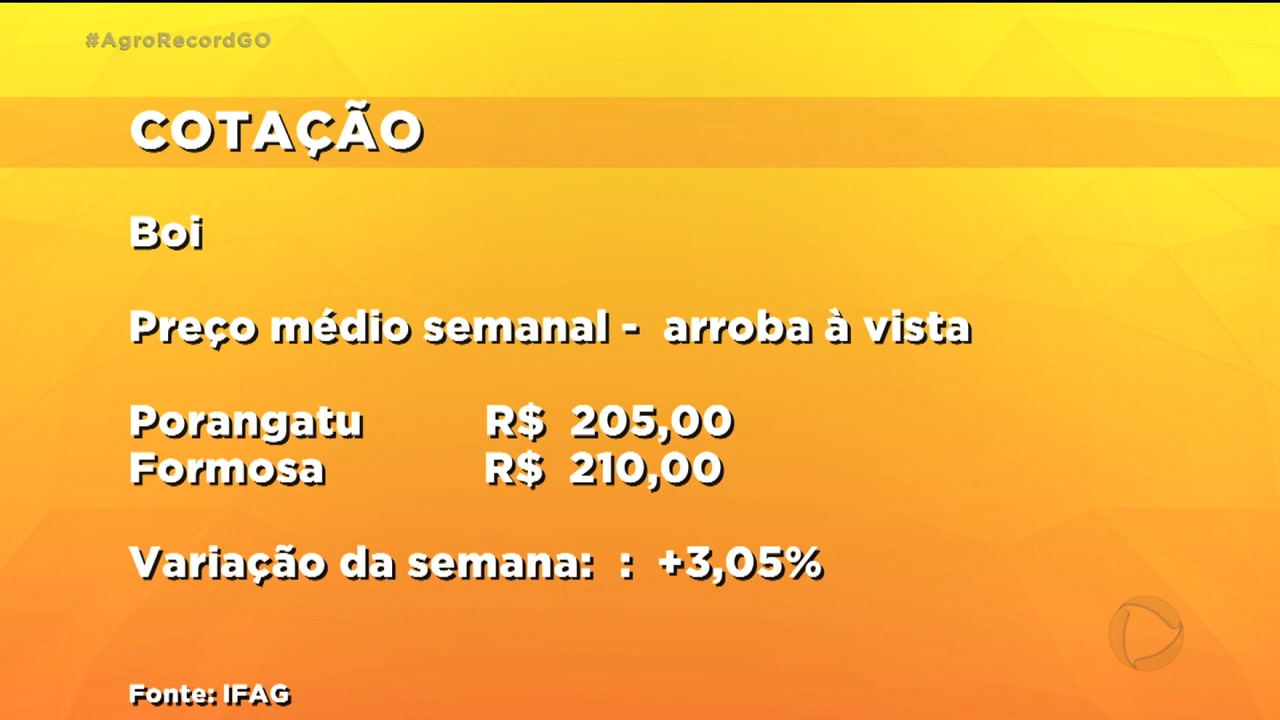 #AgroRecordGO
COTAÇÃO
Boi
Preço médio semanal - arroba à vista
Porangatu R$ 205,00
Formosa R$ 210,00
Variação da semana: : +3,05%
Fonte: IFAG